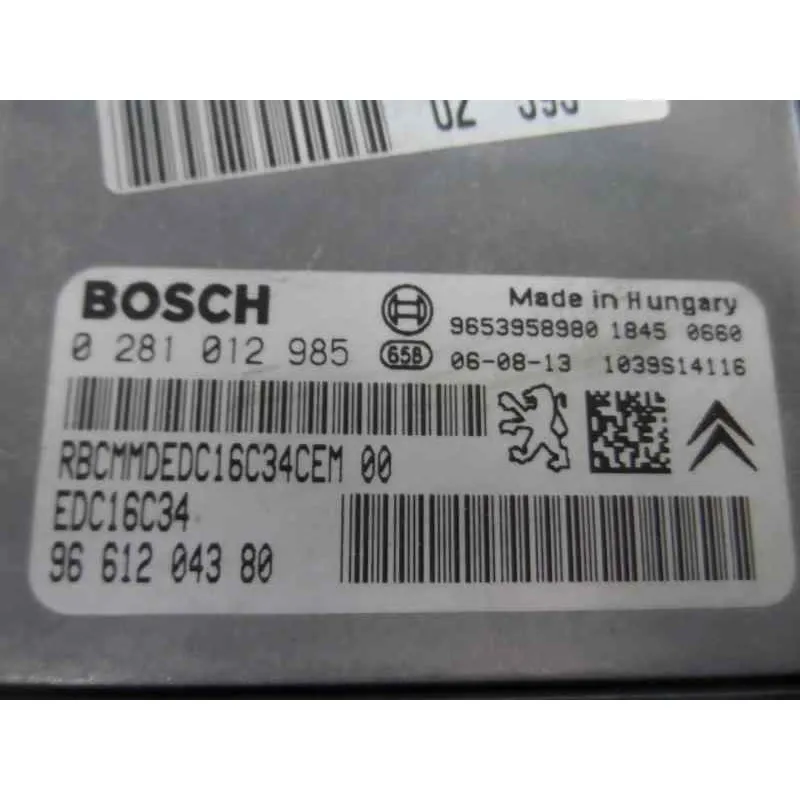 BOSCH
Made in Hungary
0 281 012 985
9653958980 1845 0660
658
06-08-13 1039S14116
RBCMMDEDC16C34CEM 00
EDC16C34
96 612 043 80